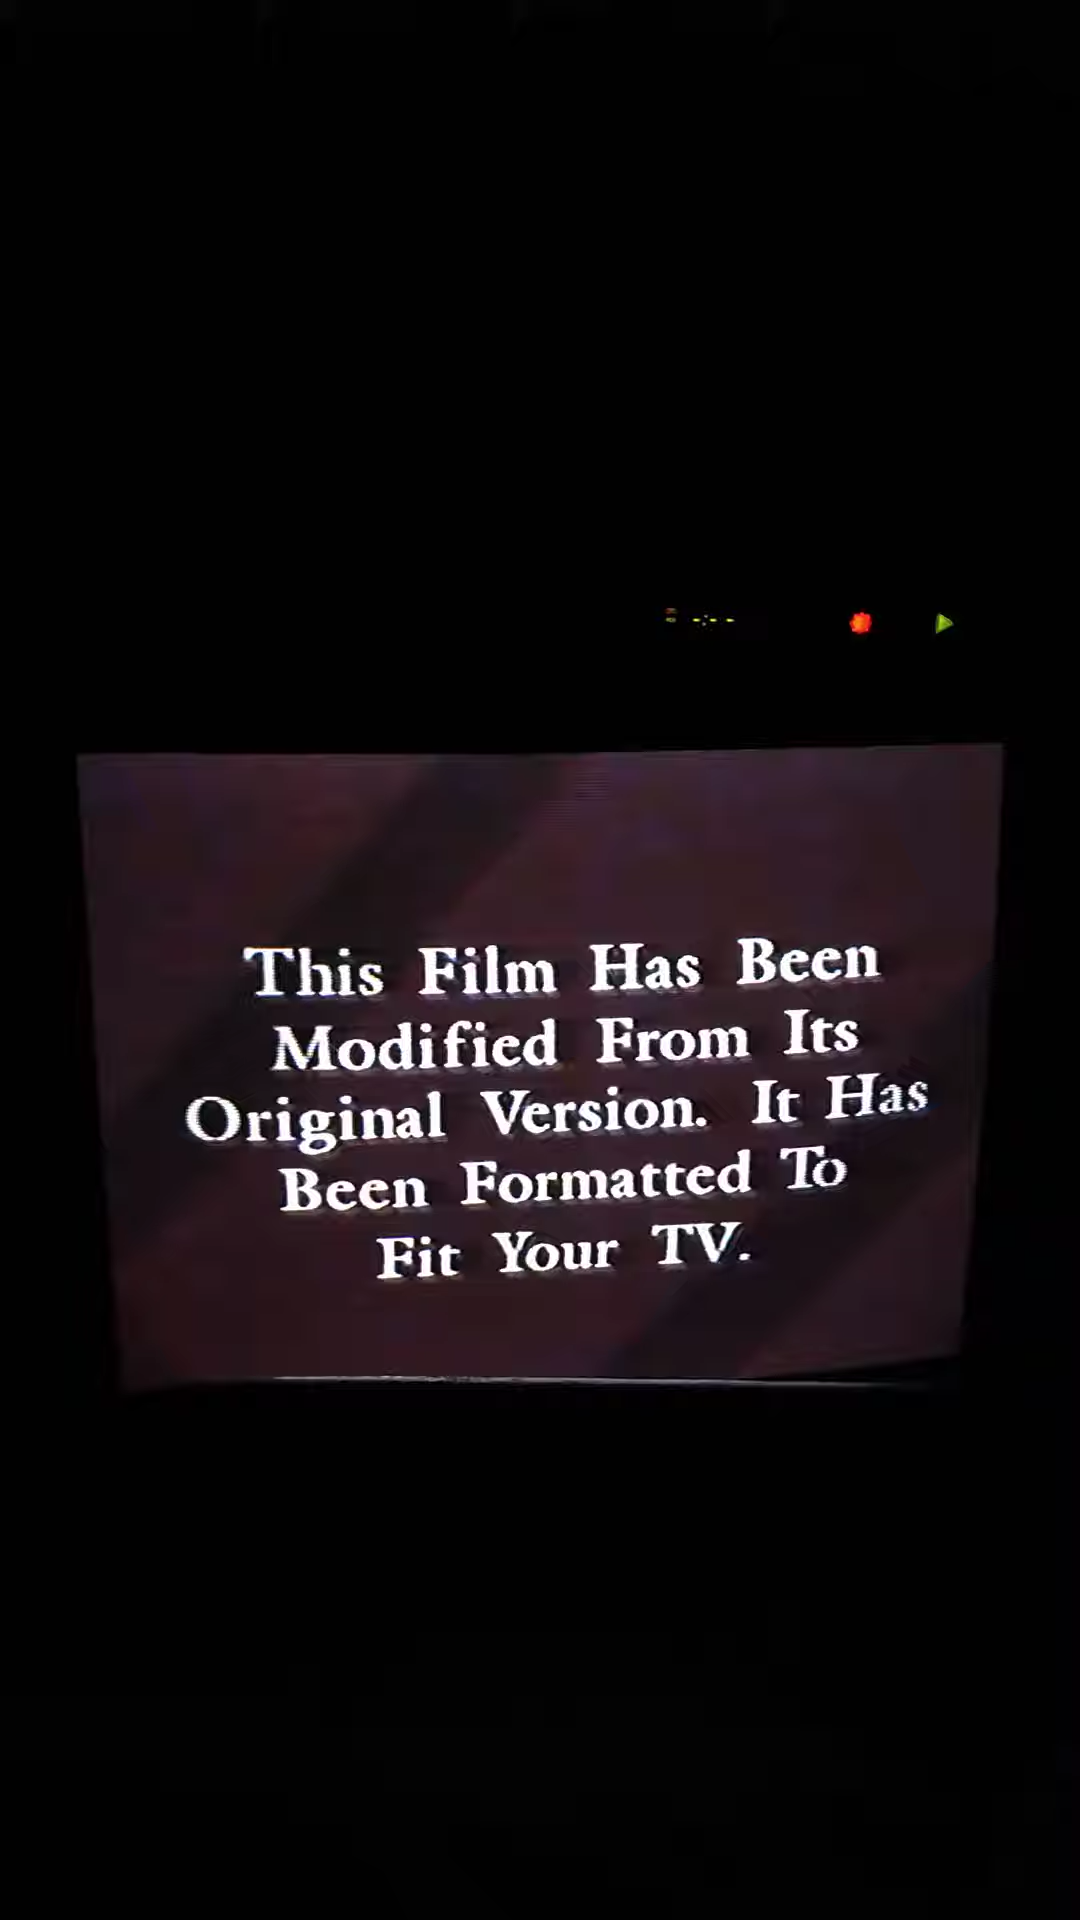 This Film Has Been
Modified From Its
Original Version. It Has
Been Formatted To
Fit Your TV.